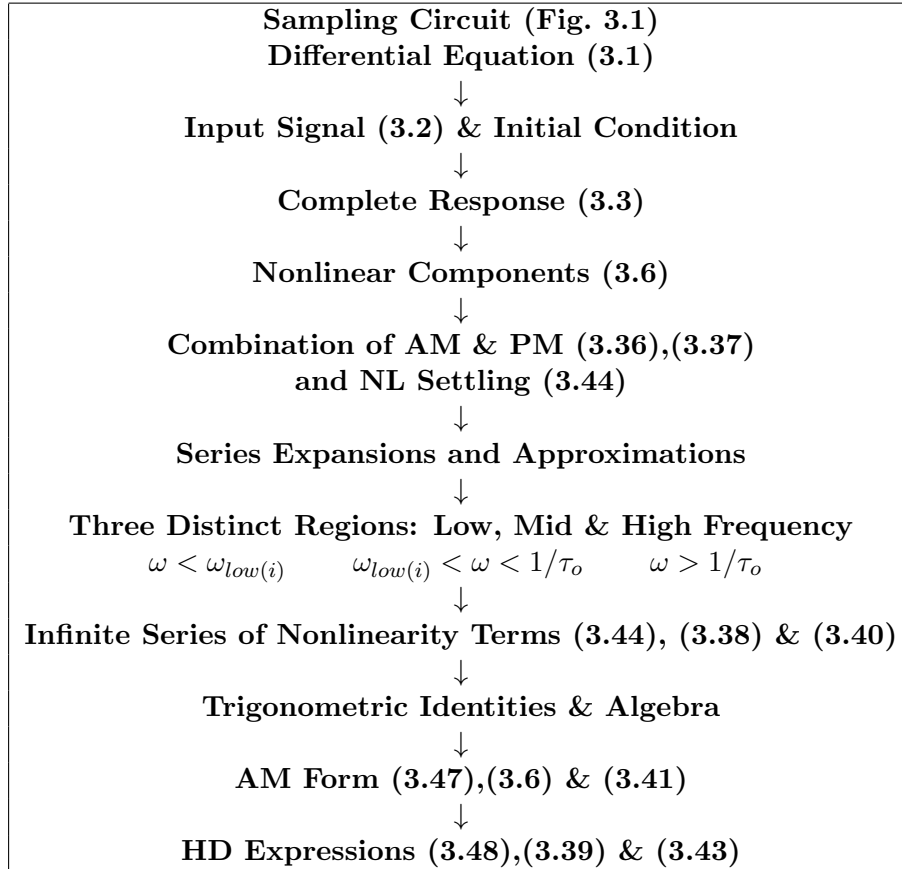 Sampling Circuit (Fig. 3.1)
Differential Equation (3.1)
↓
Input Signal (3.2) & Initial Condition
↓
Complete Response (3.3)
↓
Nonlinear Components (3.6)
↓
Combination of AM & PM (3.36),(3.37)
and NL Settling (3.44)
↓
Series Expansions and Approximations
↓
Three Distinct Regions: Low, Mid & High Frequency
ω < ω_{low(i)} ω_{low(i)} < ω < 1/τ_o ω > 1/τ_o
↓
Infinite Series of Nonlinearity Terms (3.44), (3.38) & (3.40)
↓
Trigonometric Identities & Algebra
↓
AM Form (3.47),(3.6) & (3.41)
↓
HD Expressions (3.48),(3.39) & (3.43)